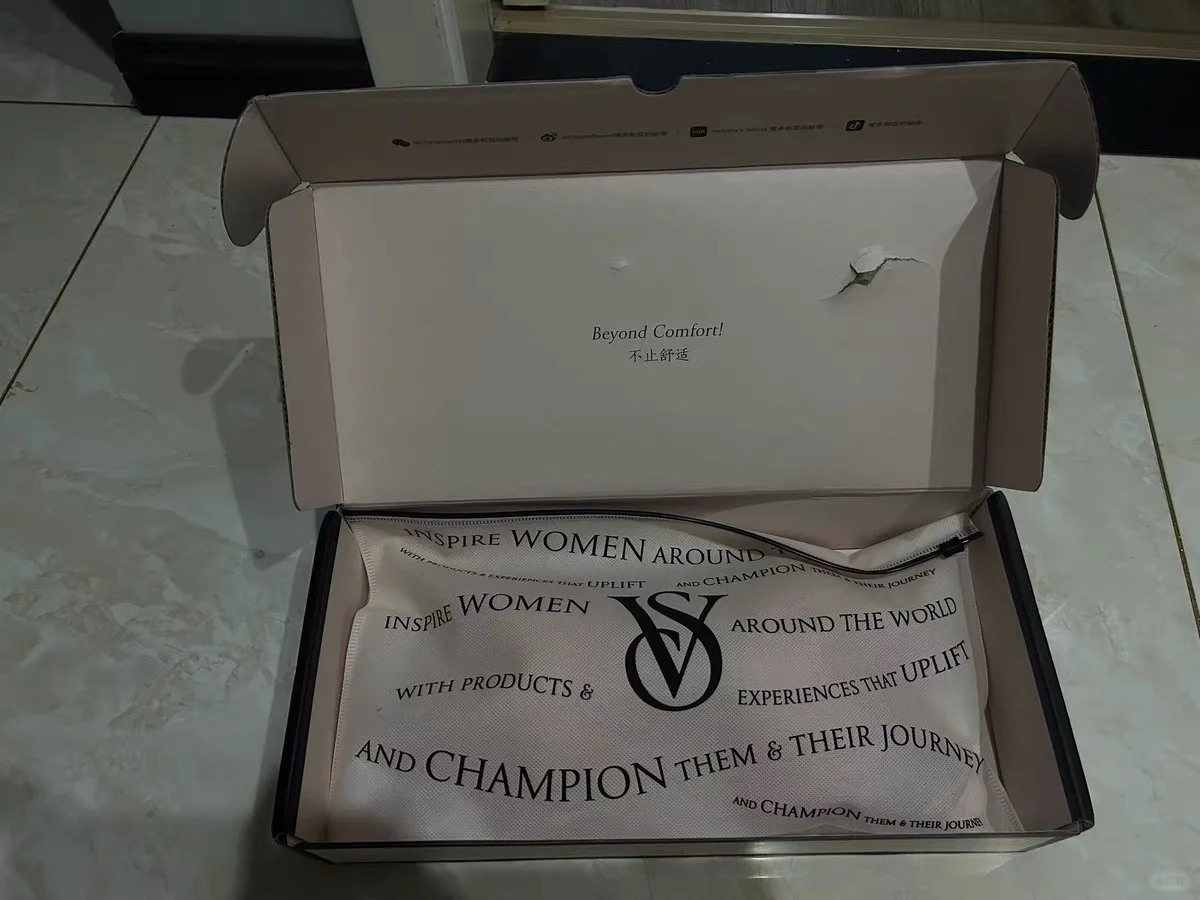 Beyond Comfort!
不止舒适
INSPIRE WOMEN AROUND
WITH PRODUCTS & EXPERIENCES THAT UPLIFT AND CHAMPION THEM & THEIR JOURNEY
INSPIRE WOMEN VS AROUND THE WORLD
WITH PRODUCTS & EXPERIENCES THAT UPLIFT
AND CHAMPION THEM & THEIR JOURNEY
AND CHAMPION THEM & THEIR JOURNEY